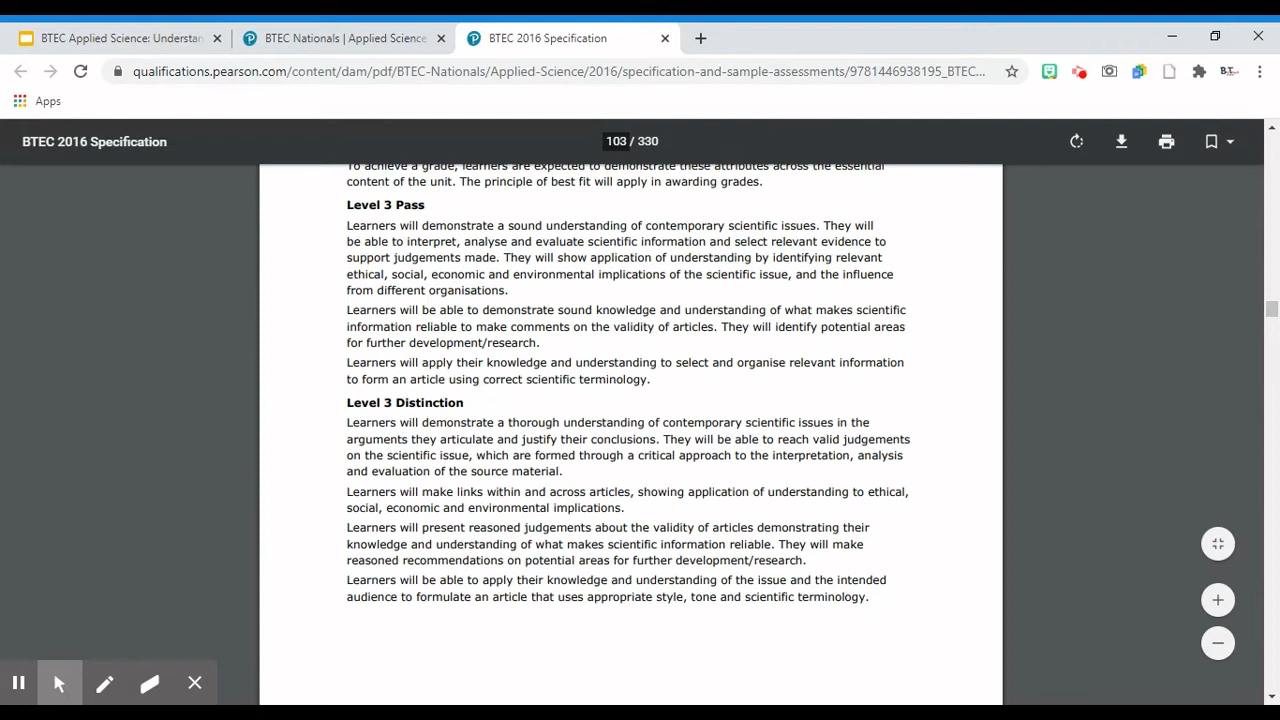 BTEC Applied Science: Understan
BTEC Nationals | Applied Science
BTEC 2016 Specification
qualifications.pearson.com/content/dam/pdf/BTEC-Nationals/Applied-Science/2016/specification-and-sample-assessments/9781446938195_BTEC...
Apps
BTEC 2016 Specification
103 / 330
To achieve a grade, learners are expected to demonstrate these attributes across the essential
content of the unit. The principle of best fit will apply in awarding grades.
Level 3 Pass
Learners will demonstrate a sound understanding of contemporary scientific issues. They will
be able to interpret, analyse and evaluate scientific information and select relevant evidence to
support judgements made. They will show application of understanding by identifying relevant
ethical, social, economic and environmental implications of the scientific issue, and the influence
from different organisations.
Learners will be able to demonstrate sound knowledge and understanding of what makes scientific
information reliable to make comments on the validity of articles. They will identify potential areas
for further development/research.
Learners will apply their knowledge and understanding to select and organise relevant information
to form an article using correct scientific terminology.
Level 3 Distinction
Learners will demonstrate a thorough understanding of contemporary scientific issues in the
arguments they articulate and justify their conclusions. They will be able to reach valid judgements
on the scientific issue, which are formed through a critical approach to the interpretation, analysis
and evaluation of the source material.
Learners will make links within and across articles, showing application of understanding to ethical,
social, economic and environmental implications.
Learners will present reasoned judgements about the validity of articles demonstrating their
knowledge and understanding of what makes scientific information reliable. They will make
reasoned recommendations on potential areas for further development/research.
Learners will be able to apply their knowledge and understanding of the issue and the intended
audience to formulate an article that uses appropriate style, tone and scientific terminology.